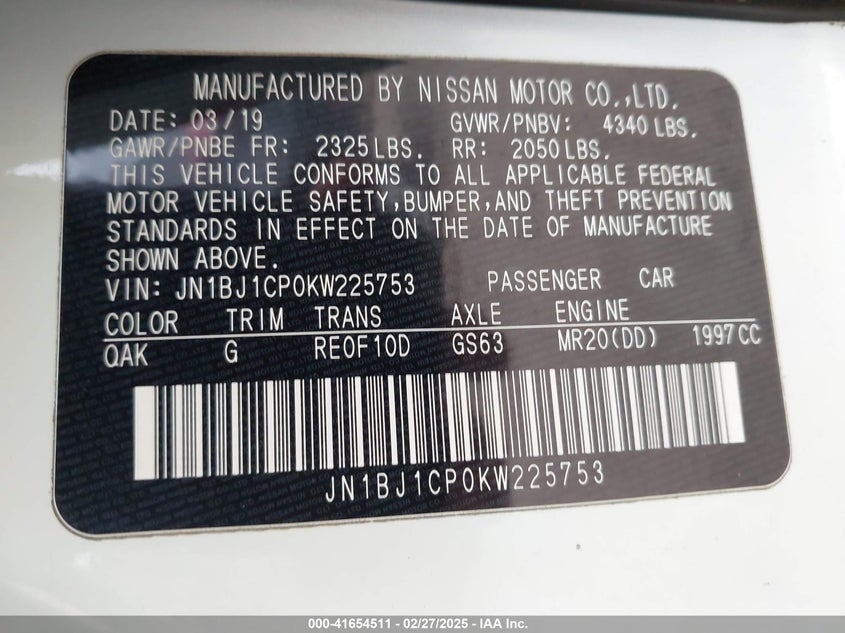 MANUFACTURED BY NISSAN MOTOR CO.,LTD.
DATE: 03/19 GVWR/PNBV: 4340 LBS.
GAWR/PNBE FR: 2325 LBS. RR: 2050 LBS.
THIS VEHICLE CONFORMS TO ALL APPLICABLE FEDERAL
MOTOR VEHICLE SAFETY,BUMPER,AND THEFT PREVENTION
STANDARDS IN EFFECT ON THE DATE OF MANUFACTURE
SHOWN ABOVE.
VIN: JN1BJ1CP0KW225753 PASSENGER CAR
COLOR TRIM TRANS AXLE ENGINE
QAK G RE0F10D GS63 MR20(DD) 1997CC
JN1BJ1CP0KW225753
000-41654511 - 02/27/2025 - IAA Inc.